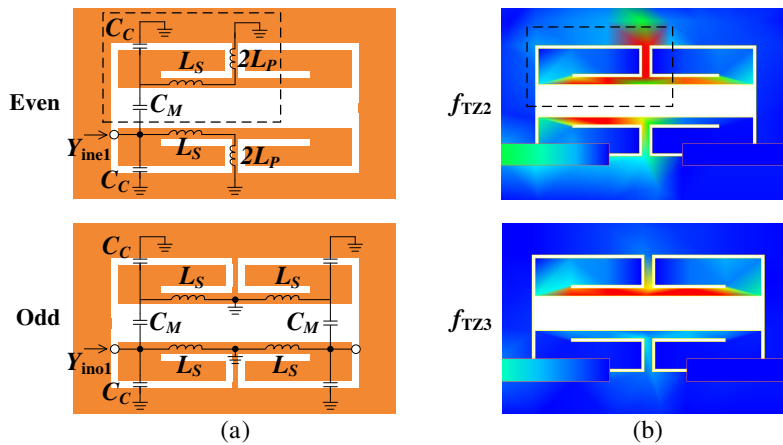 C_C
L_S
2L_P
Even
C_M
Y_ine1
L_S
2L_P
C_C
f_TZ2
C_C
L_S
L_S
Odd
C_M
C_M
f_TZ3
Y_ino1
L_S
L_S
C_C
(a)
(b)